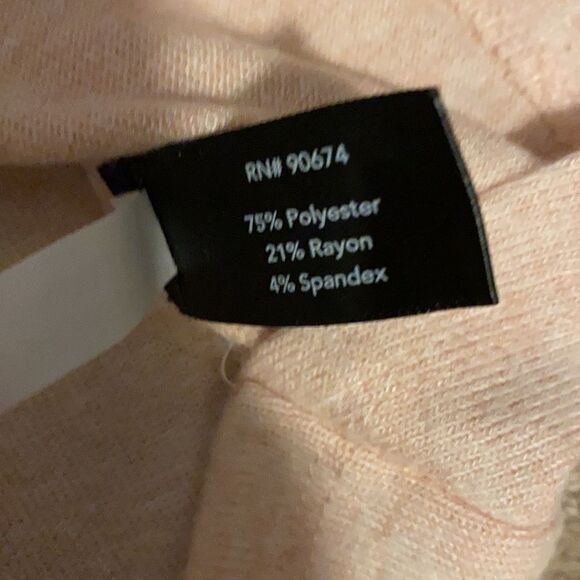 RN# 90674
75% Polyester
21% Rayon
4% Spandex